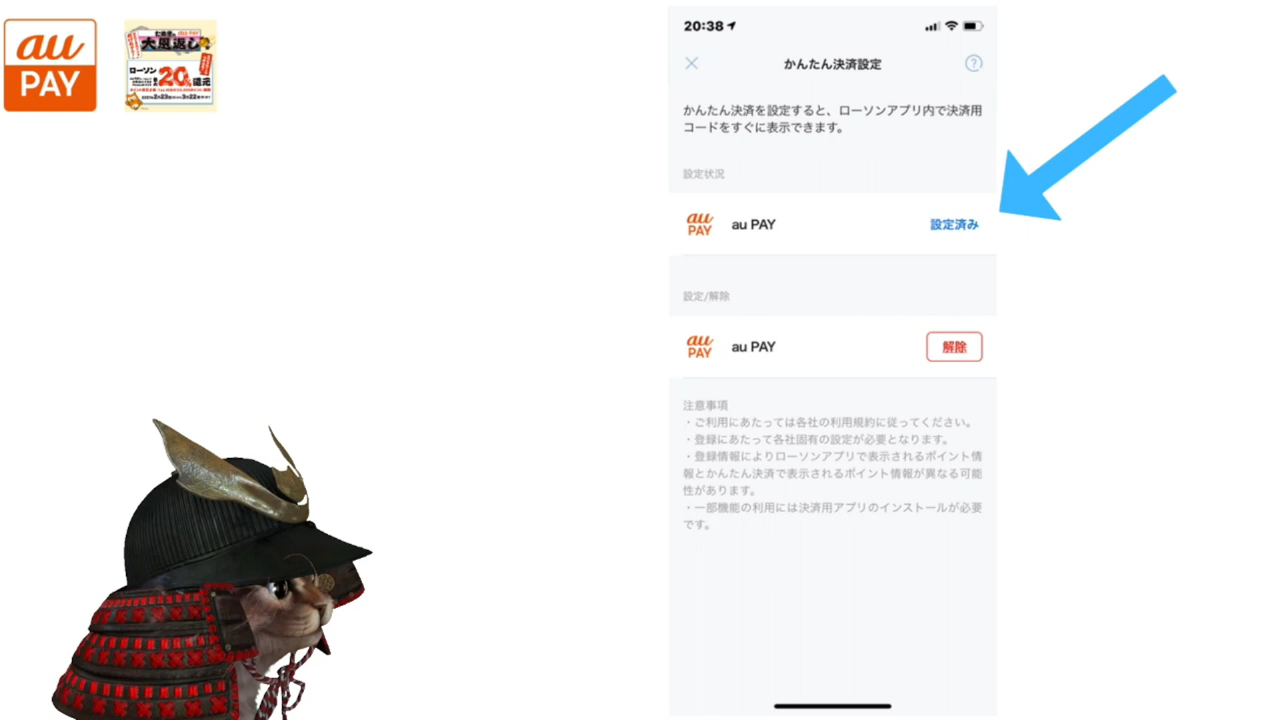 au
PAY
大恩返し
ローソン
20%還元
20:38
かんたん決済設定
かんたん決済を設定すると、ローソンアプリ内で決済用
コードをすぐに表示できます。
設定状況
au
PAY
au PAY
設定済み
設定/解除
au
PAY
au PAY
解除
注意事項
・ご利用にあたっては各社の利用規約に従ってください。
・登録にあたって各社固有の設定が必要となります。
・登録情報によりローソンアプリで表示されるポイント情
報とかんたん決済で表示されるポイント情報が異なる可能
性があります。
・一部機能の利用には決済用アプリのインストールが必要
です。